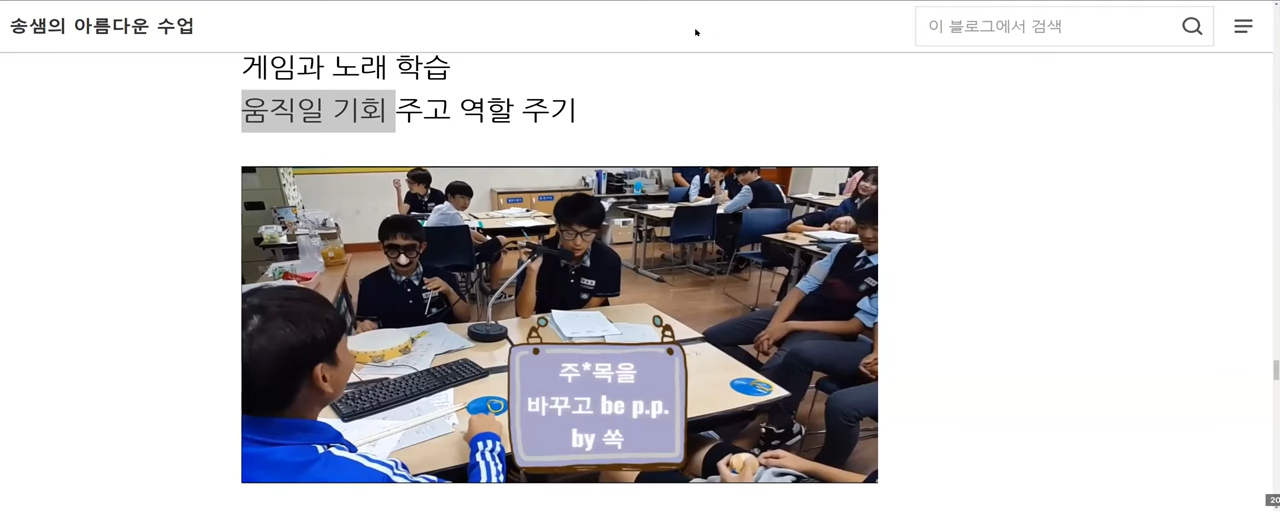 송샘의 아름다운 수업
이 블로그에서 검색
게임과 노래 학습
움직일 기회 주고 역할 주기
주*목을
바꾸고 be p.p.
by 쏙
20